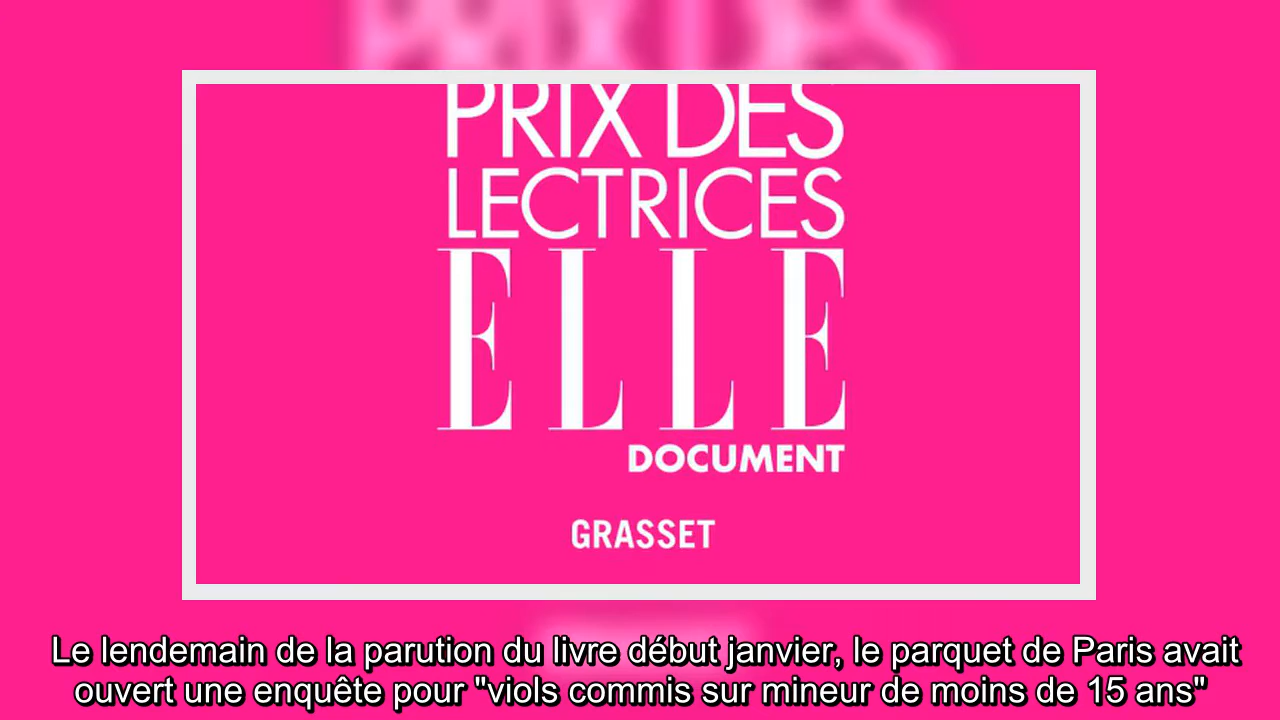 PRIX DES
LECTRICES
ELLE
DOCUMENT
GRASSET
Le lendemain de la parution du livre début janvier, le parquet de Paris avait
ouvert une enquête pour "viols commis sur mineur de moins de 15 ans"